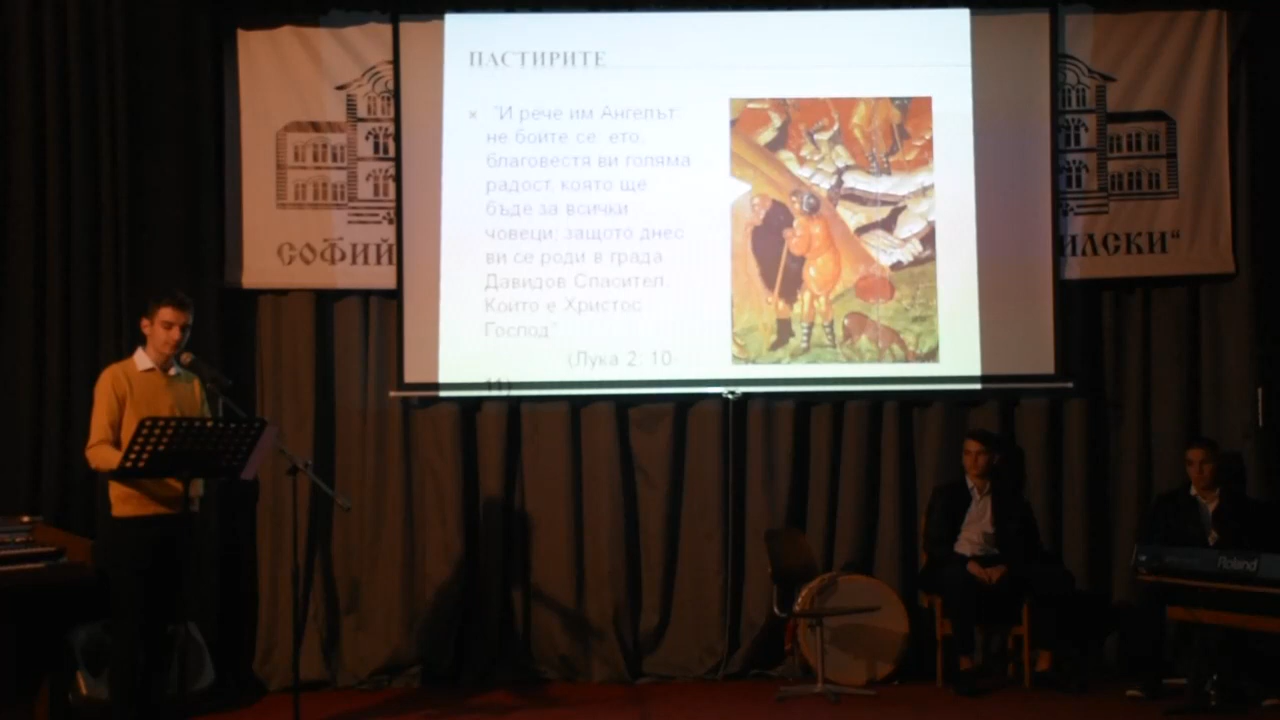 ПАСТИРИТЕ
"И рече им Ангелът:
не бойте се: ето,
благовестя ви голяма
радост, която ще
бъде за всички
човеци; защото днес
ви се роди в града
Давидов Спасител,
Който е Христос
Господ"
(Лука 2: 10
11)
СОФИЙ
ИЛСКИ“
Roland